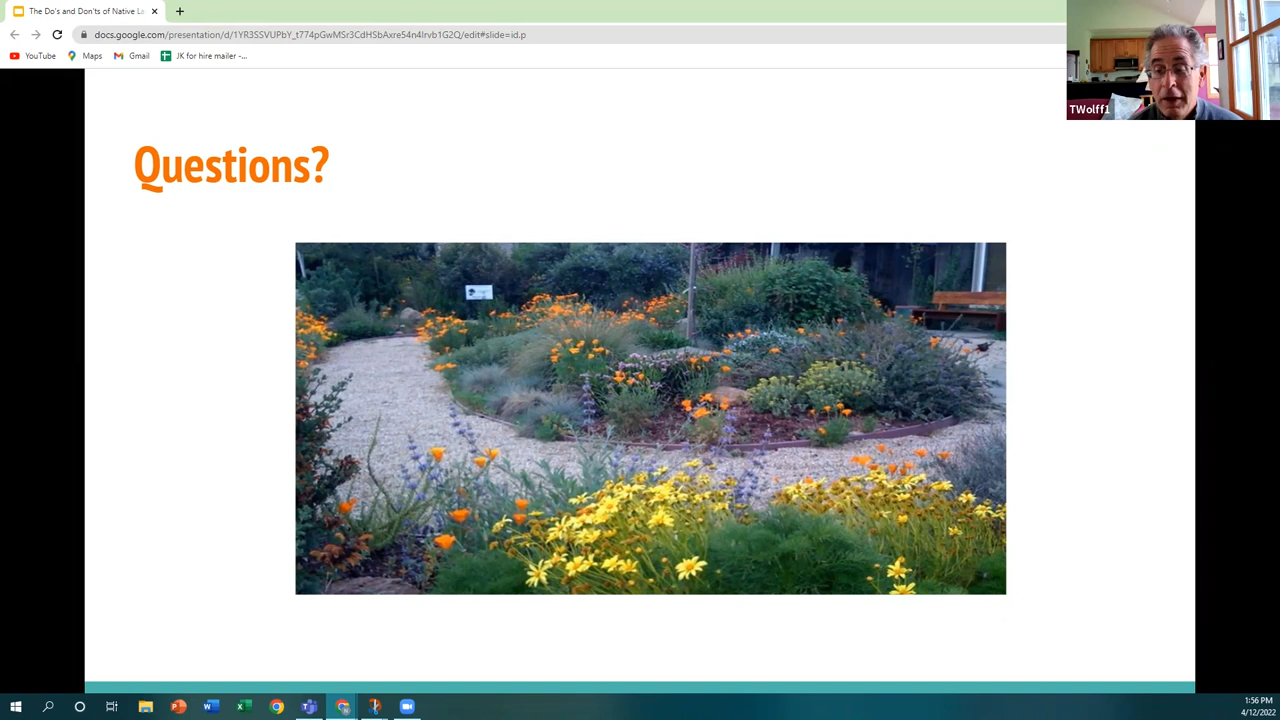 The Do's and Don'ts of Native La
docs.google.com/presentation/d/1YR3SSVUPbY_t774pGwMSr3CdHSbAxre54n4Irvb1G2Q/edit#slide=id.p
YouTube
Maps
Gmail
JK for hire mailer -...
TWolff1
Questions?
1:56 PM
4/12/2022